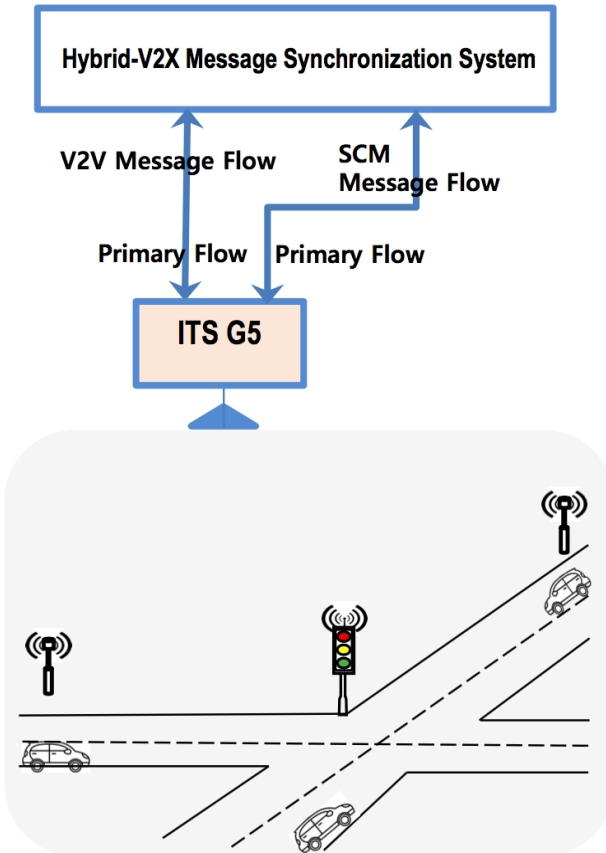 Hybrid-V2X Message Synchronization System
V2V Message Flow
SCM
Message Flow
Primary Flow
Primary Flow
ITS G5